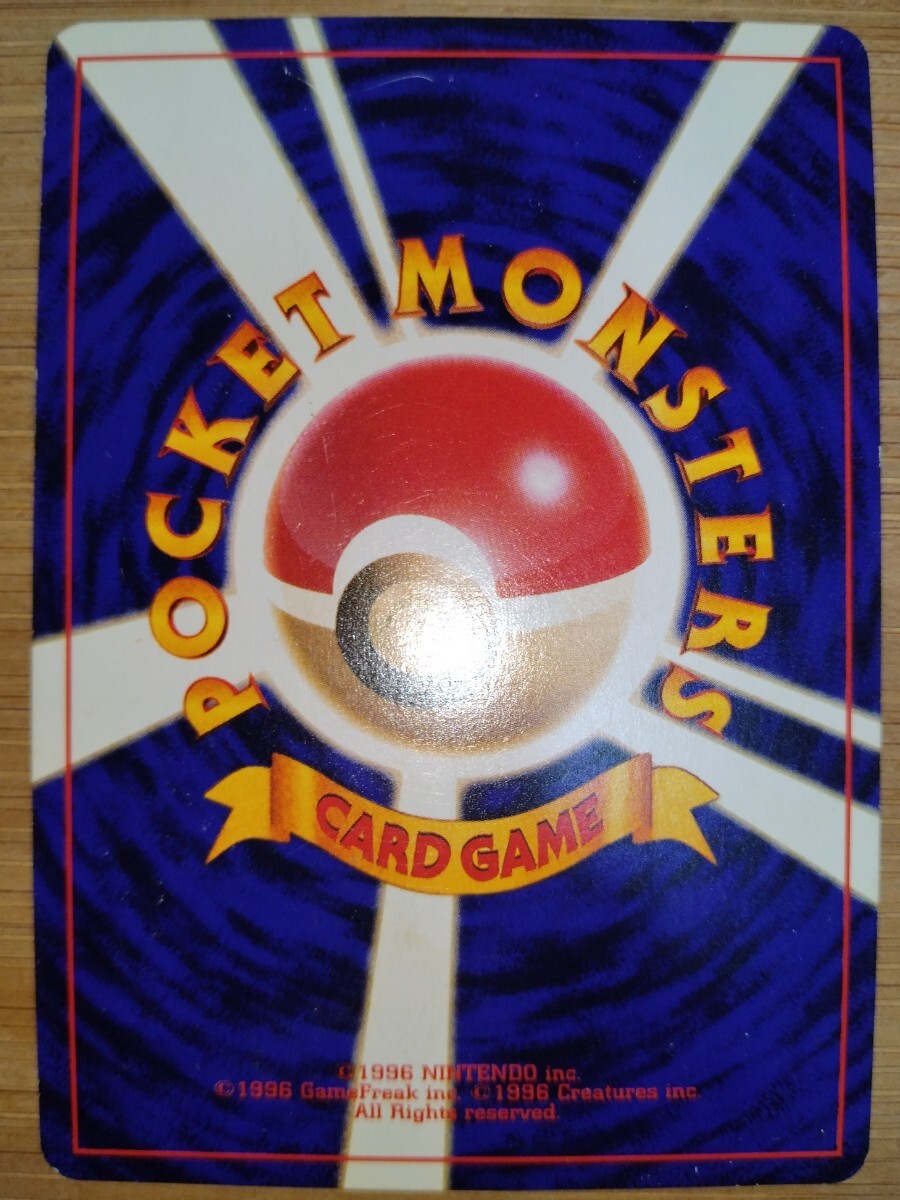 POCKET MONSTERS
CARD GAME
©1996 NINTENDO inc.
©1996 GameFreak inc. ©1996 Creatures inc.
All Rights reserved.